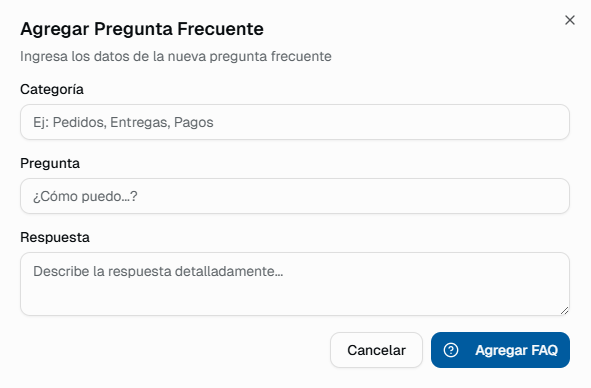 Agregar Pregunta Frecuente
Ingresa los datos de la nueva pregunta frecuente
Categoría
Ej: Pedidos, Entregas, Pagos
Pregunta
¿Cómo puedo...?
Respuesta
Describe la respuesta detalladamente...
Cancelar
Agregar FAQ